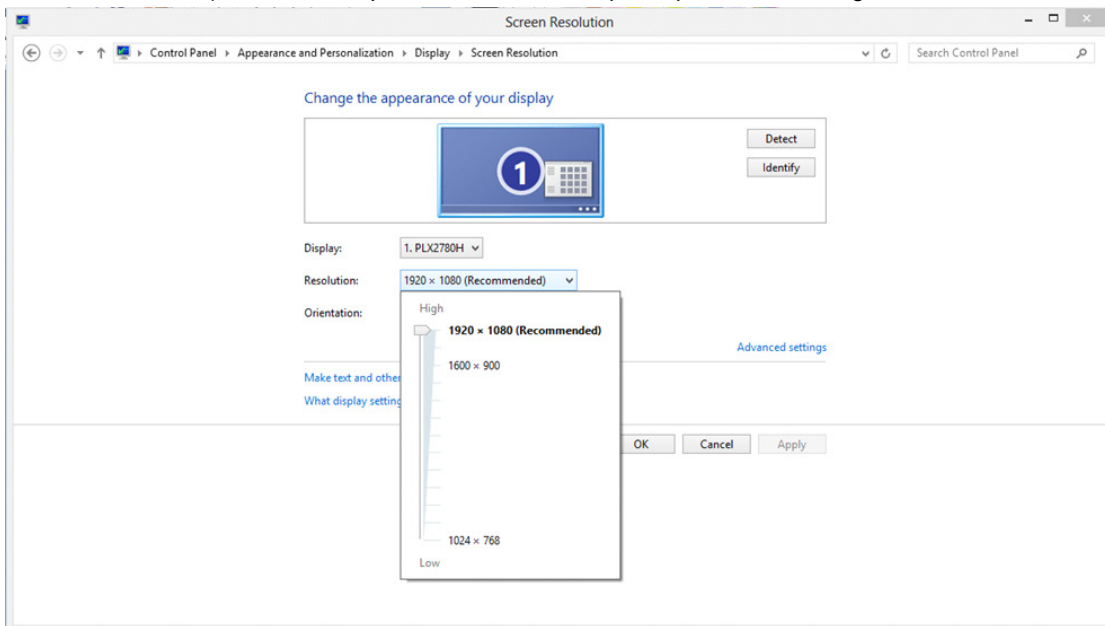 Screen Resolution
Control Panel Appearance and Personalization Display Screen Resolution Search Control Panel
Change the appearance of your display
1
Detect
Identify
Display: 1. PLX2780H
Resolution: 1920 × 1080 (Recommended)
Orientation: High
1920 × 1080 (Recommended)
Advanced settings
1600 × 900
Make text and other
What display setting
OK Cancel Apply
1024 × 768
Low